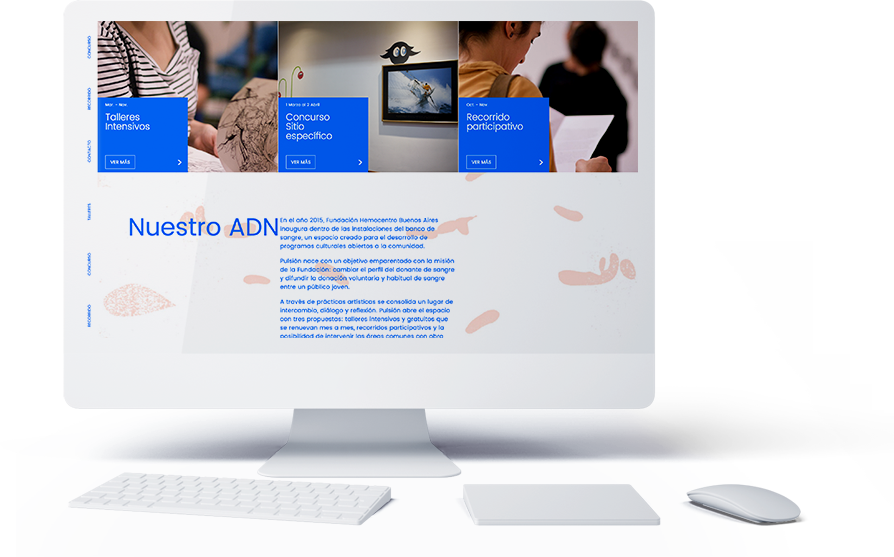 CONCURSO
RECORRIDO
CONTACTO
TALLERES
CONCURSO
RECORRIDO
Mar. - Nov.
Talleres
Intensivos
VER MÁS
1 Marzo al 2 Abril
Concurso
Sitio
específico
VER MÁS
Oct. - Nov.
Recorrido
participativo
VER MÁS
Nuestro ADN
En el año 2015, Fundación Hemocentro Buenos Aires
inaugura dentro de las instalaciones del banco de
sangre, un espacio creado para el desarrollo de
programas culturales abiertos a la comunidad.
Pulsión nace con un objetivo emparentado con la misión
de la Fundación: cambiar el perfil del donante de sangre
y difundir la donación voluntaria y habitual de sangre
entre un público joven.
A través de prácticas artísticas se consolida un lugar de
intercambio, diálogo y reflexión. Pulsión abre el espacio
con tres propuestas: talleres intensivos y gratuitos que
se renuevan mes a mes, recorridos participativos y la
posibilidad de intervenir las áreas comunes con obra